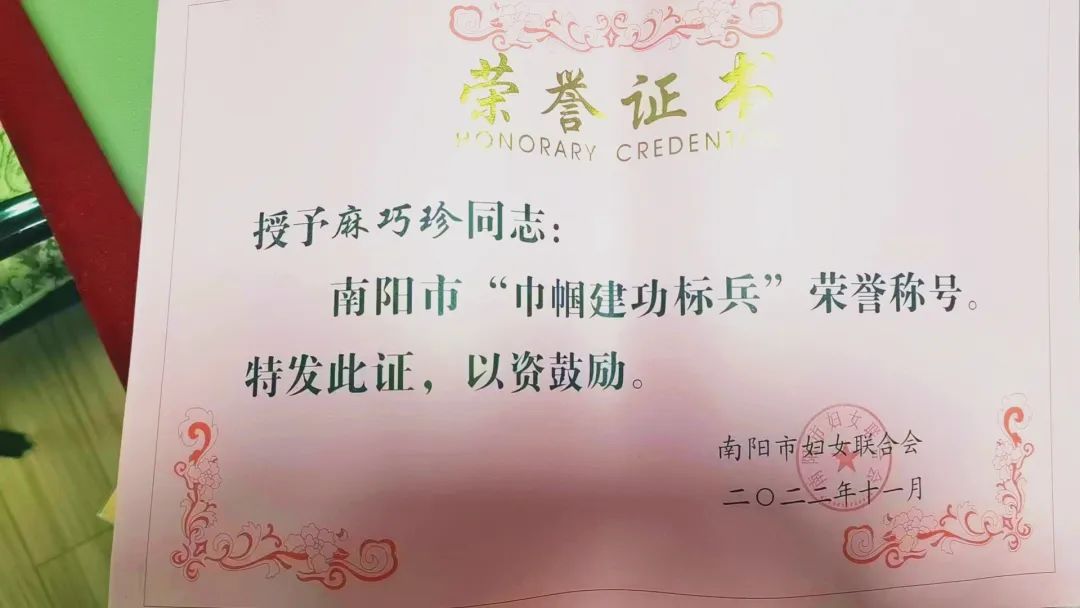 荣誉证书
HONORARY CREDENTIAL
授予麻巧珍同志：
南阳市“巾帼建功标兵”荣誉称号。
特发此证，以资鼓励。
南阳市妇女联合会
二〇二二年十一月